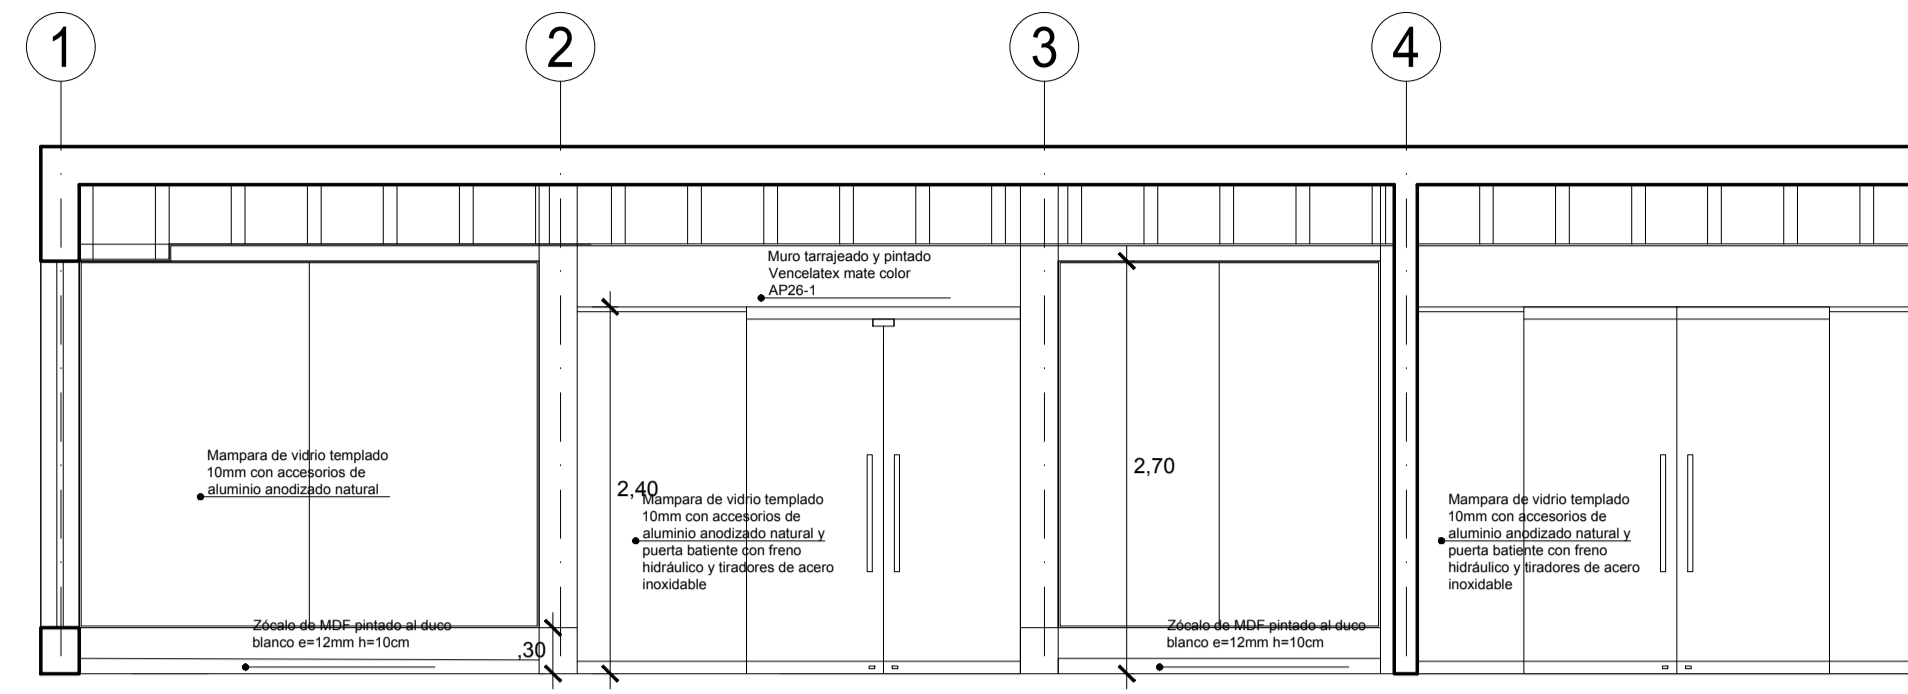 1
2
3
4
Muro tarrajeado y pintado
Vencelatex mate color
AP26-1
Mampara de vidrio templado
10mm con accesorios de
aluminio anodizado natural
2,40
Mampara de vidrio templado
10mm con accesorios de
aluminio anodizado natural y
puerta batiente con freno
hidráulico y tiradores de acero
inoxidable
2,70
Mampara de vidrio templado
10mm con accesorios de
aluminio anodizado natural y
puerta batiente con freno
hidráulico y tiradores de acero
inoxidable
Zócalo de MDF pintado al duco
blanco e=12mm h=10cm
,30
Zócalo de MDF pintado al duco
blanco e=12mm h=10cm